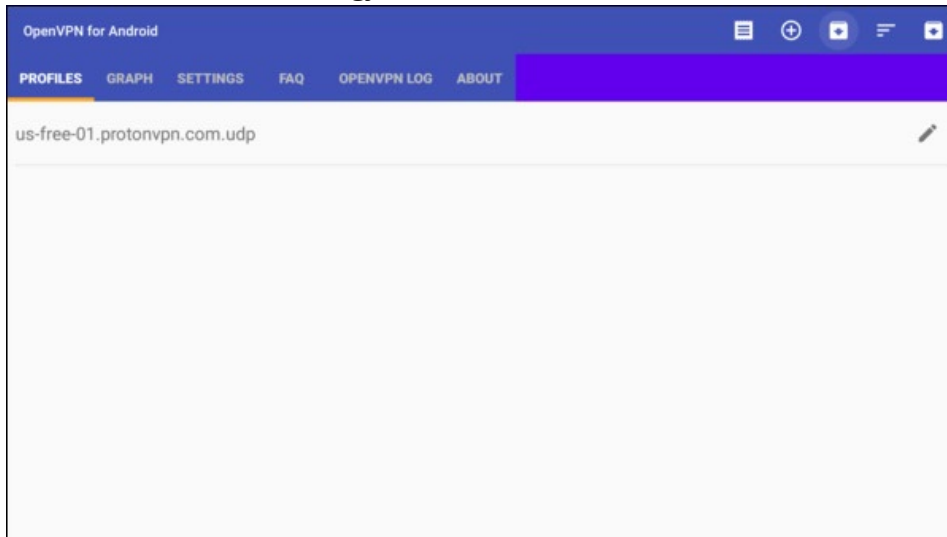 OpenVPN for Android
PROFILES GRAPH SETTINGS FAQ OPENVPN LOG ABOUT
us-free-01.protonvpn.com.udp